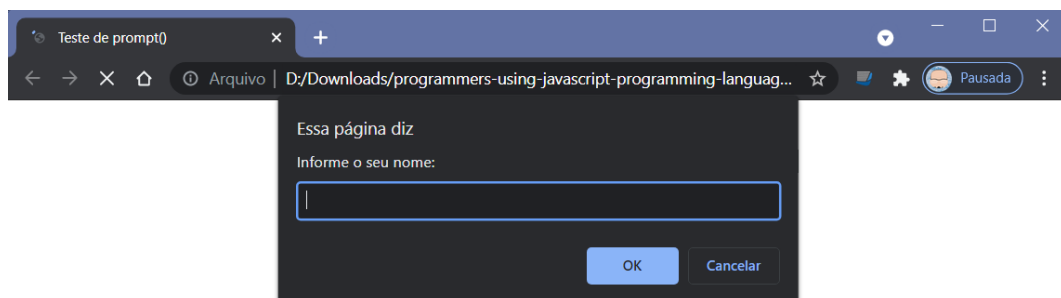 Teste de prompt()
Arquivo | D:/Downloads/programmers-using-javascript-programming-languag... Pausada
Essa página diz
Informe o seu nome:
OK Cancelar